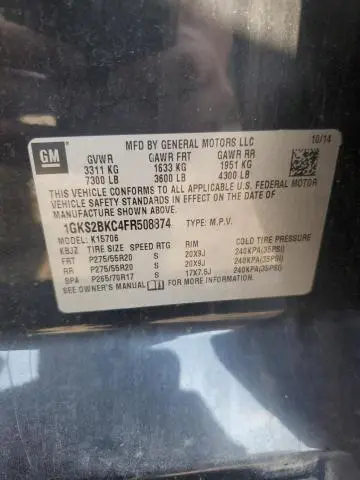 MFD BY GENERAL MOTORS LLC 10/14
GM
GVWR GAWR FRT GAWR RR
3311 KG 1633 KG 1951 KG
7300 LB 3600 LB 4300 LB
THIS VEHICLE CONFORMS TO ALL APPLICABLE U.S. FEDERAL MOTOR
VEHICLE SAFETY STANDARDS IN EFFECT ON THE DATE OF
MANUFACTURE SHOWN ABOVE.
1GKS2BKC4FR508874 TYPE: M.P.V.
MODEL: K15706
KBJZ TIRE SIZE SPEED RTG RIM COLD TIRE PRESSURE
FRT P275/55R20 S 20X9J 240KPA(35PSI)
RR P275/55R20 S 20X9J 240KPA(35PSI)
SPA P265/70R17 S 17X7.5J 240KPA(35PSI)
SEE OWNER'S MANUAL FOR MORE INFORMATION